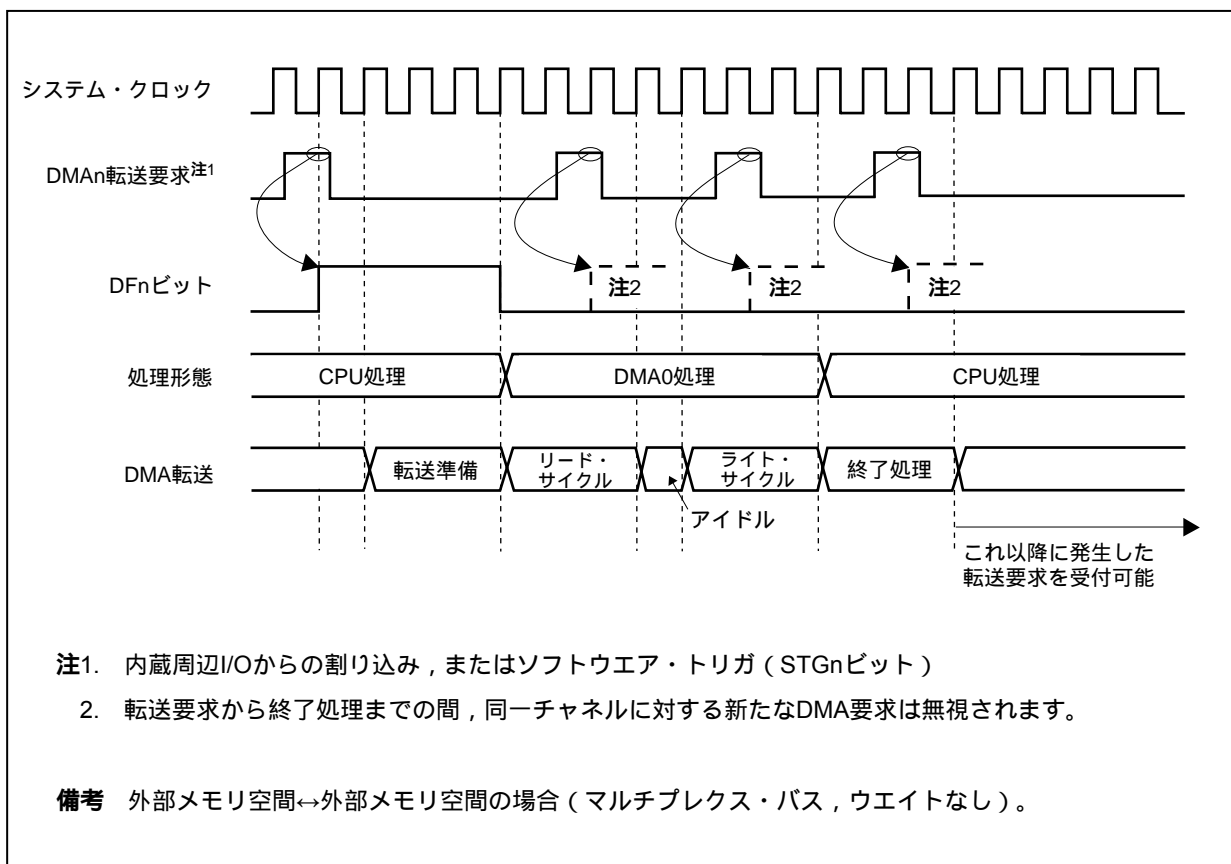 システム・クロック
DMAn転送要求注1
DFnビット
注2
注2
注2
処理形態
CPU処理
DMA0処理
CPU処理
DMA転送
転送準備
リード・
サイクル
ライト・
サイクル
終了処理
アイドル
これ以降に発生した
転送要求を受付可能
注1. 内蔵周辺I/Oからの割り込み，またはソフトウエア・トリガ（STGnビット）
2. 転送要求から終了処理までの間，同一チャネルに対する新たなDMA要求は無視されます。
備考 外部メモリ空間↔外部メモリ空間の場合（マルチプレクス・バス，ウエイトなし）。